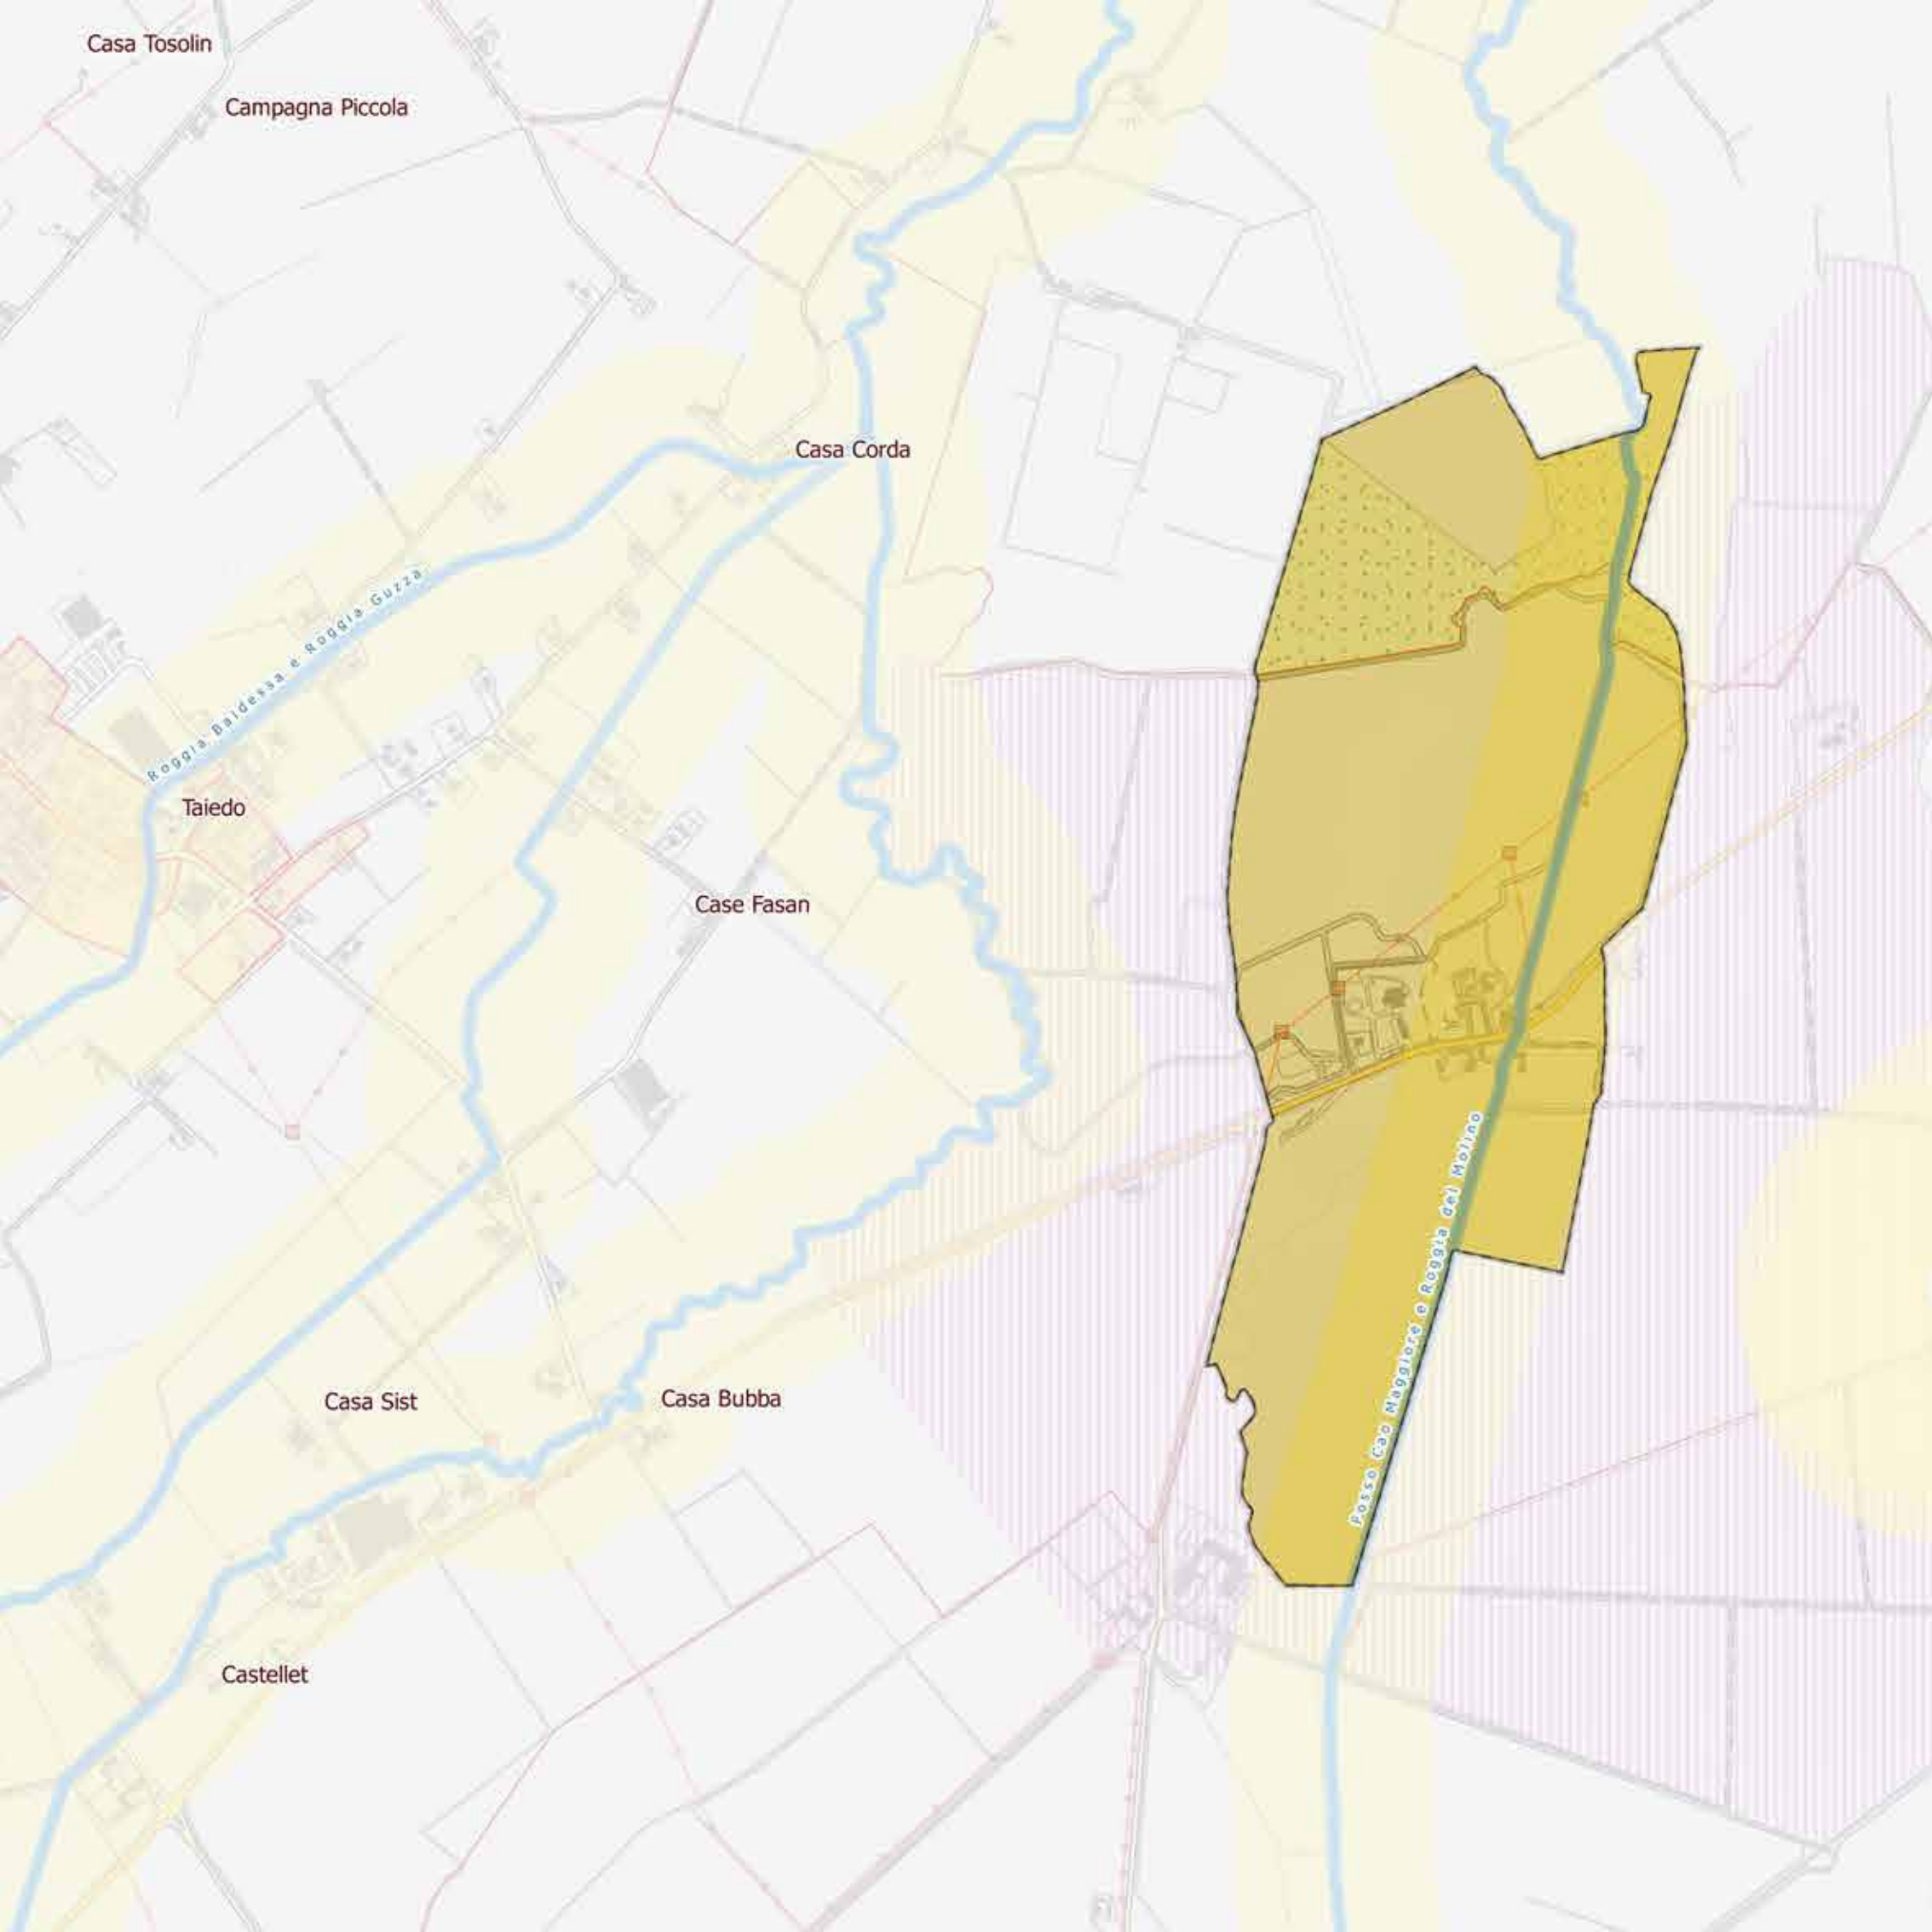 Casa Tosolin
Campagna Piccola
Casa Corda
Roggia Baldessa e Roggia Guzza
Taiedo
Case Fasan
Fosso Cao Maggiore e Roggia del Molino
Casa Sist
Casa Bubba
Castellet